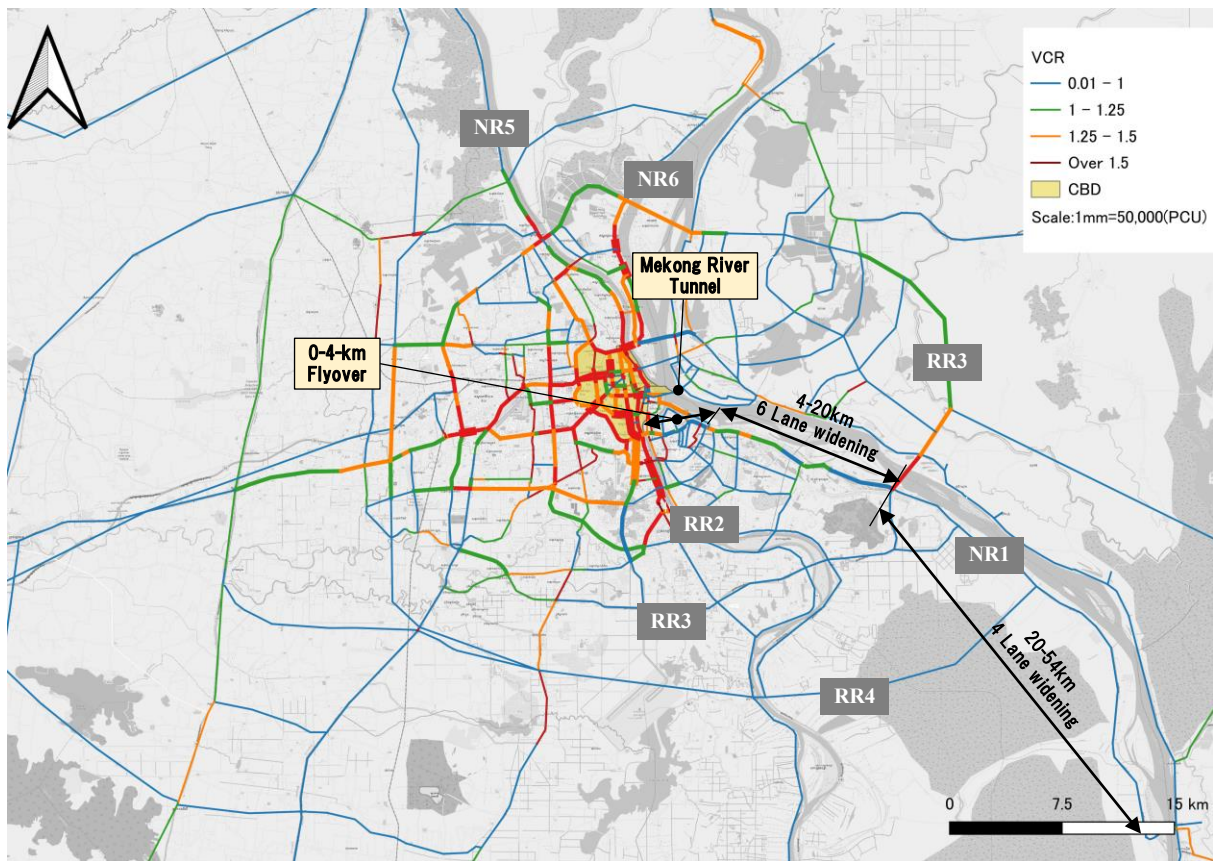 VCR
0.01 - 1
1 - 1.25
1.25 - 1.5
Over 1.5
CBD
Scale:1mm=50,000(PCU)
NR5
NR6
Mekong River
Tunnel
0-4-km
Flyover
RR3
4-20km
6 Lane widening
RR2
NR1
RR3
20-54km
4 Lane widening
RR4
0
7.5
15 km